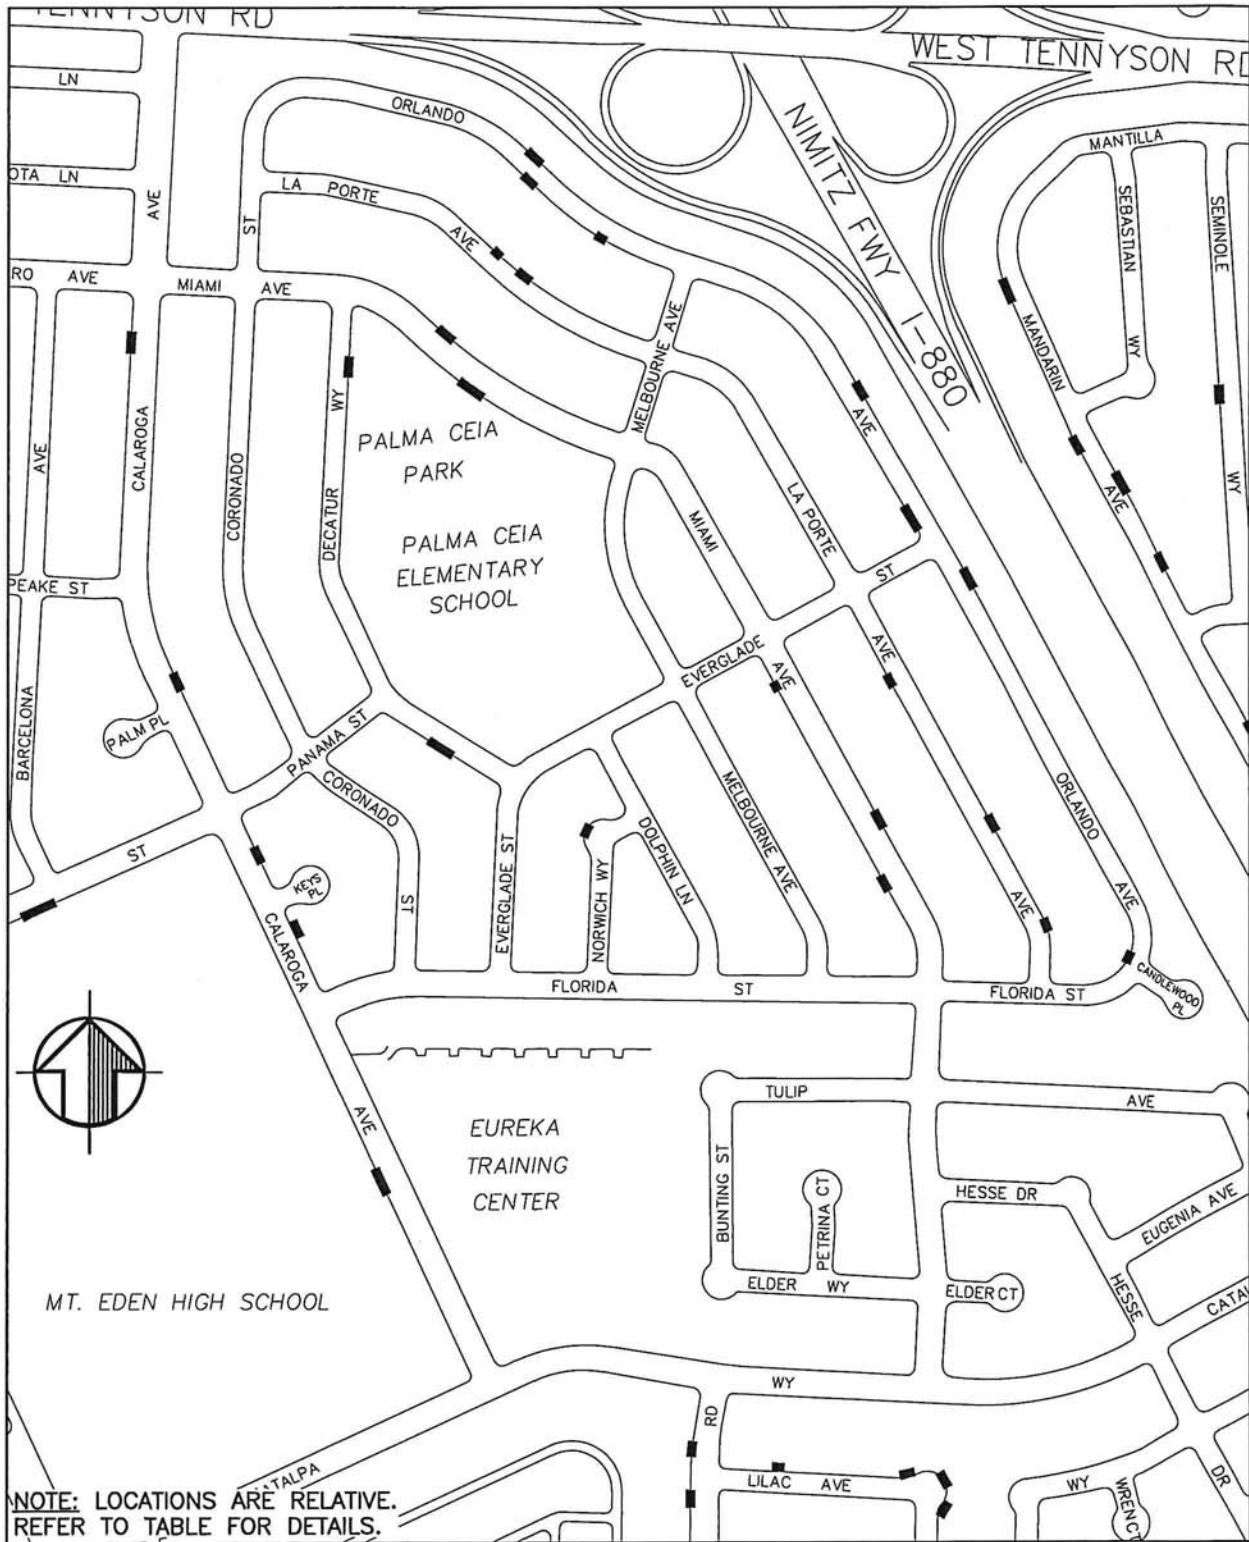 TENNYSON RD
WEST TENNYSON RD
LN
ORLANDO
NIMITZ FWY I-880
MANTILLA
OTA LN
AVE
ST
LA PORTE
AVE
SEBASTIAN
WY
SEMINOLE
WY
RO AVE
MIAMI AVE
MELBOURNE AVE
MANDARIN
AVE
AVE
CALAROGA
CORONADO
DECATUR WY
PALMA CEIA
PARK
PALMA CEIA
ELEMENTARY
SCHOOL
AVE
LA PORTE
MIAMI
ST
PEAKE ST
EVERGLADE
AVE
AVE
BARCELONA
PALM PL
PANAMA ST
CORONADO
ST
ORLANDO
AVE
MELBOURNE AVE
DOLPHIN LN
ST
KEYS
PL
EVERGLADE ST
NORWICH WY
AVE
CALAROGA
FLORIDA ST
FLORIDA ST
CANDLEWOOD
PL
TULIP AVE
AVE
EUREKA
TRAINING
CENTER
BUNTING ST
PETRINA CT
HESSE DR
EUGENIA AVE
ELDER WY
ELDER CT
HESSE
CATA
MT. EDEN HIGH SCHOOL
WY
RD
ATALPA
LILAC AVE
WY
WREN CT
DR
NOTE: LOCATIONS ARE RELATIVE.
REFER TO TABLE FOR DETAILS.